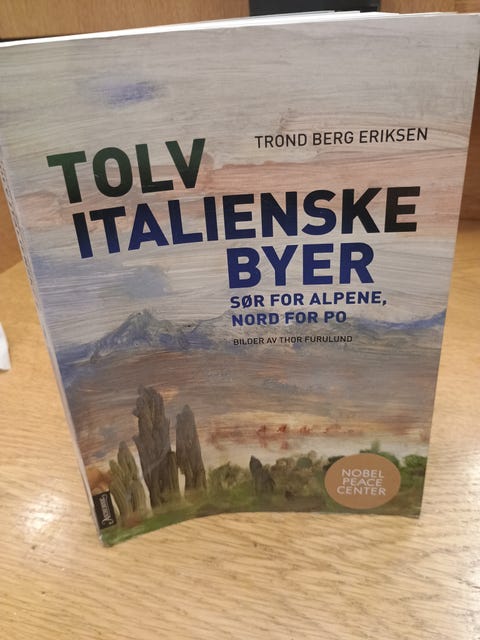 TROND BERG ERIKSEN
TOLV
ITALIENSKE
BYER
SØR FOR ALPENE,
NORD FOR PO
BILDER AV THOR FURULUND
NOBEL
PEACE
CENTER